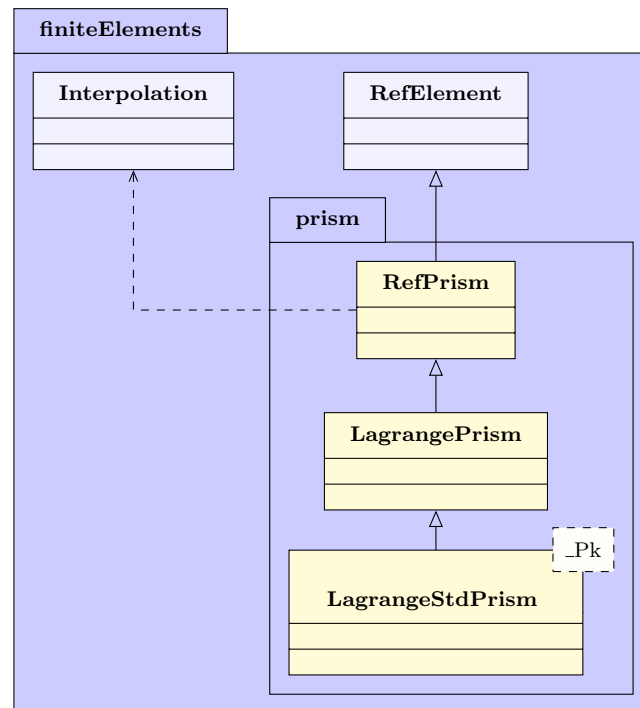 finiteElements
Interpolation
RefElement
prism
RefPrism
LagrangePrism
_Pk
LagrangeStdPrism